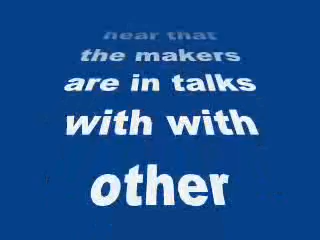 hear that
the makers
are in talks
with with
other